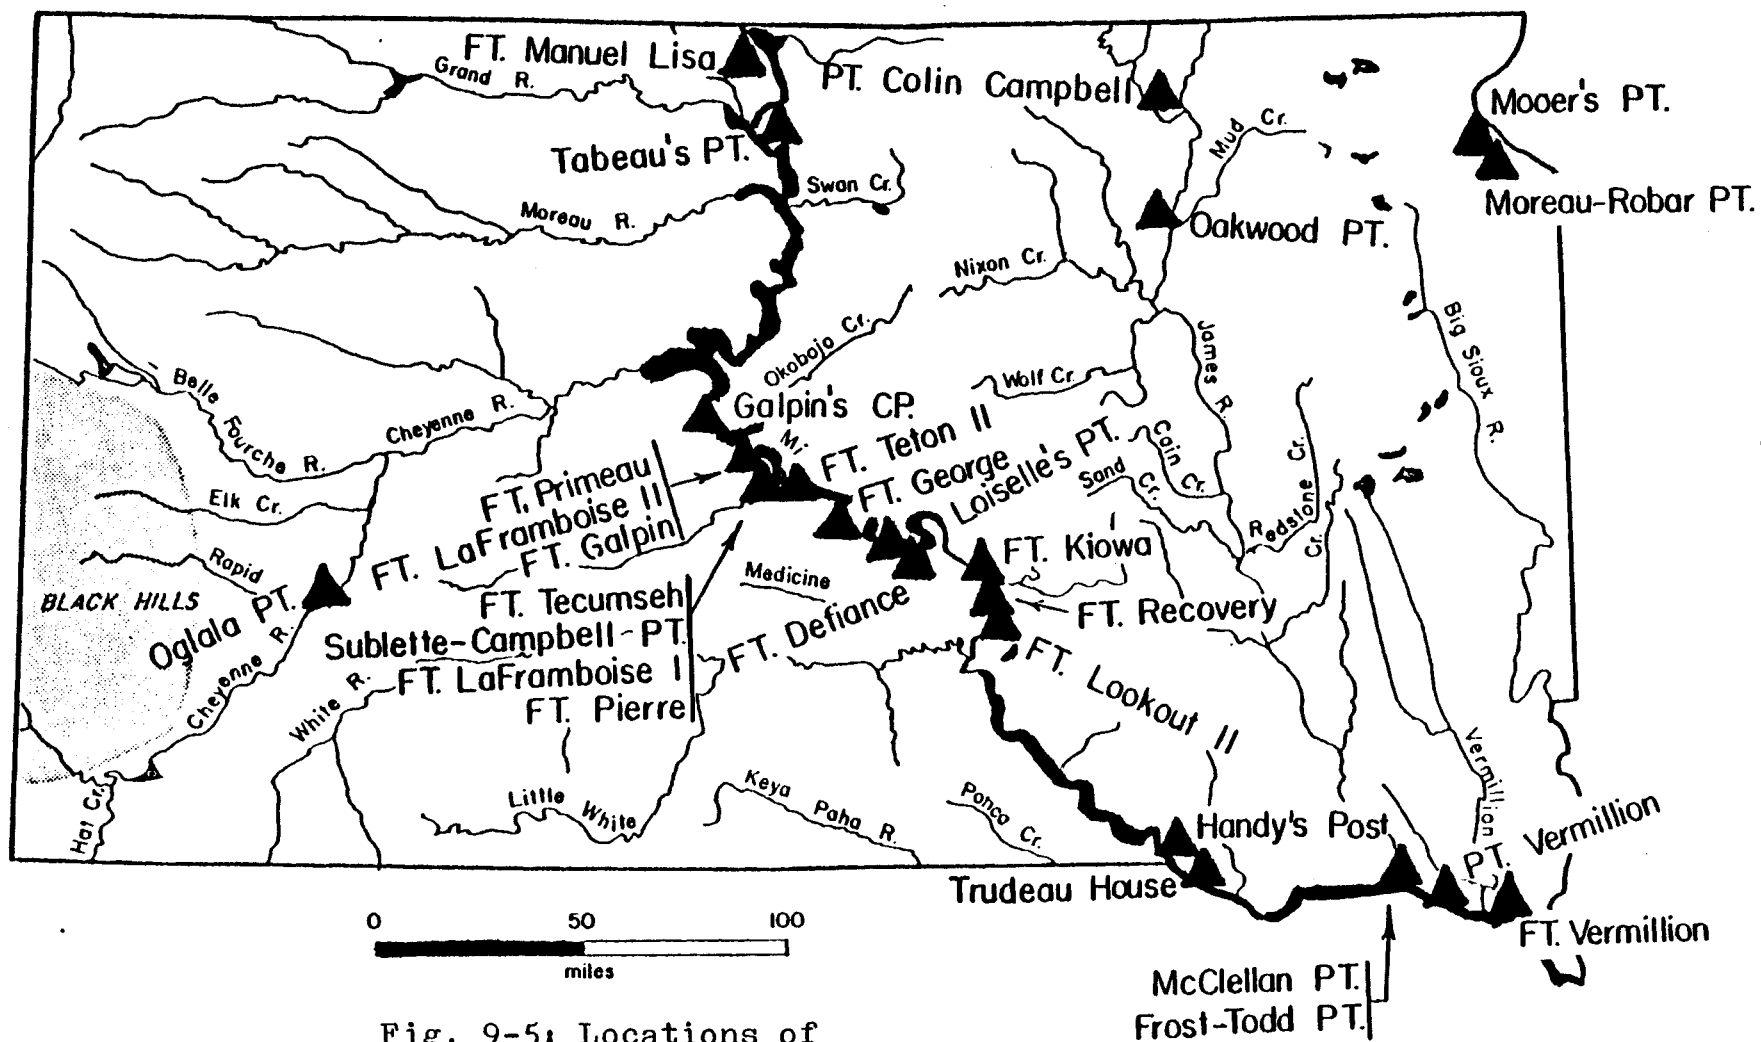 FT. Manuel Lisa
Grand R.
PT. Colin Campbell
Mooer's PT.
Mud Cr.
Tabeau's PT.
Swan Cr.
Moreau-Robar PT.
Moreau R.
Oakwood PT.
Nixon Cr.
Okobojo Cr.
James R.
Big Sioux R.
Belle Fourche R.
Wolf Cr.
Cheyenne R.
Galpin's CP.
Mi.
FT. Teton II
FT. George
Loiselle's PT.
Cain Cr.
Sand Cr.
Redstone Cr.
Cr.
Elk Cr.
FT. Primeau
FT. LaFramboise II
FT. Galpin
Rapid
BLACK HILLS
Oglala PT.
Medicine
FT. Kiowa
FT. Tecumseh
Sublette-Campbell-PT.
FT. LaFramboise I
FT. Pierre
FT. Defiance
FT. Recovery
FT. Lookout II
Cheyenne R.
White R.
Hat Cr.
Little White
Keya Paha R.
Ponca Cr.
Vermillion
Handy's Post
PT. Vermillion
Trudeau House
FT. Vermillion
0 50 100
miles
McClellan PT.
Frost-Todd PT.
Fig. 9-5: Locations of